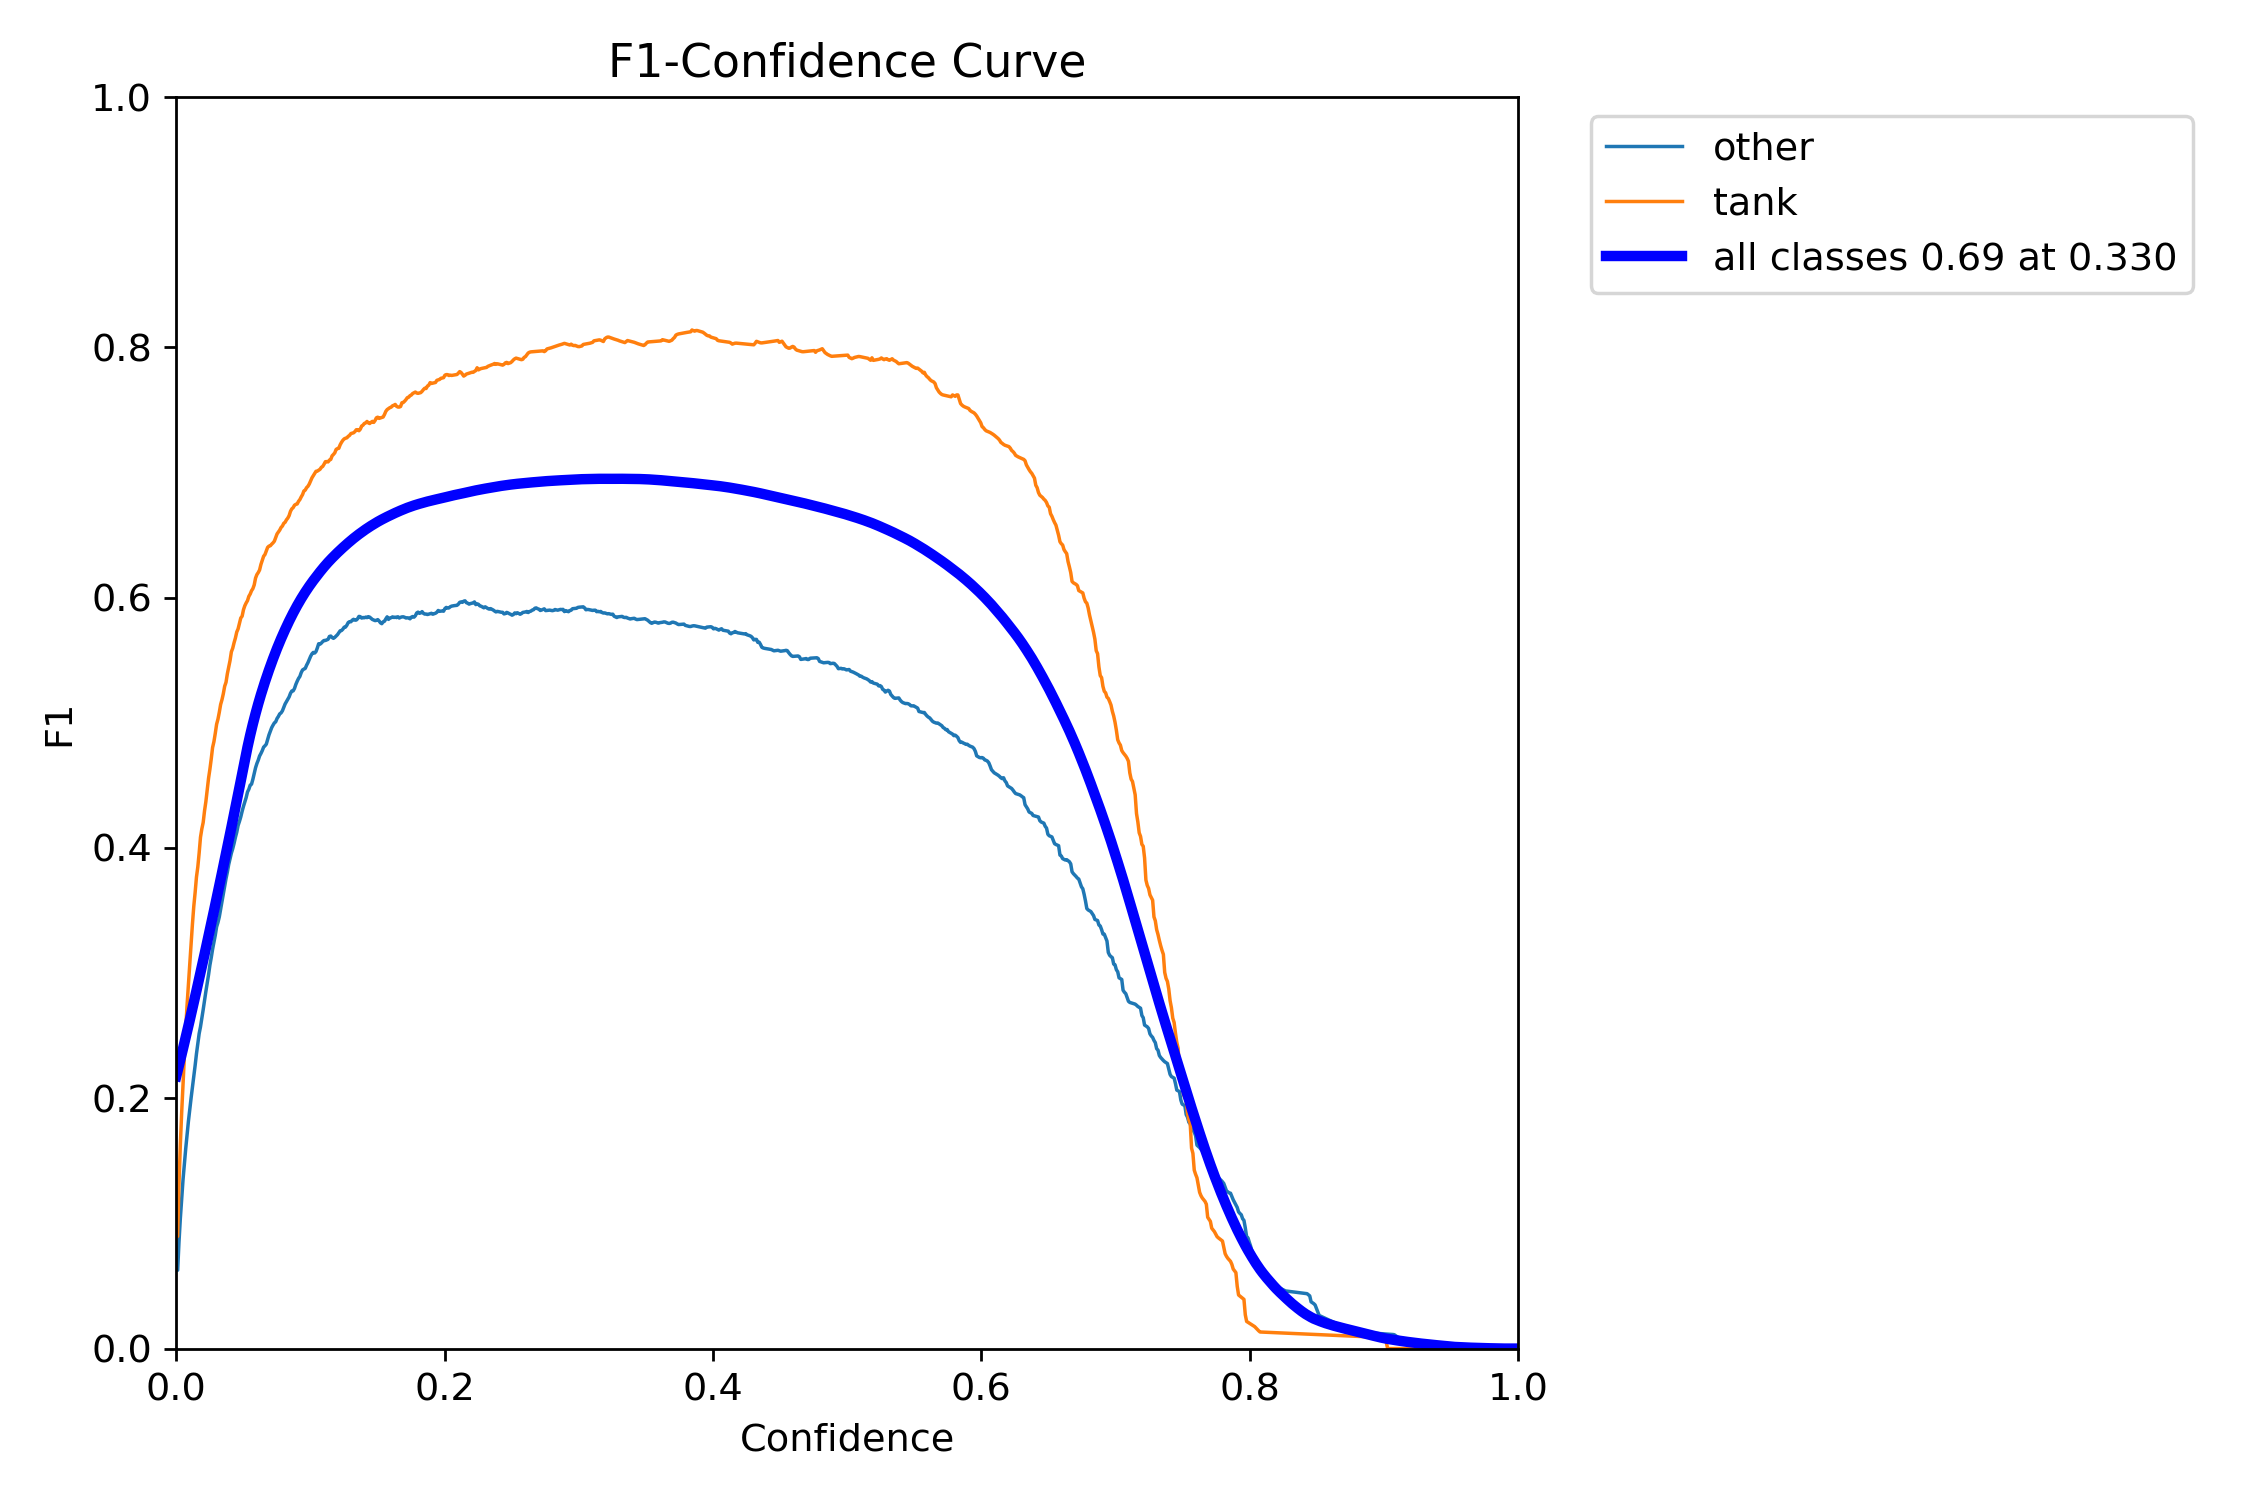 F1-Confidence Curve
1.0
0.8
0.6
0.4
0.2
0.0
F1
0.0 0.2 0.4 0.6 0.8 1.0
Confidence
other
tank
all classes 0.69 at 0.330